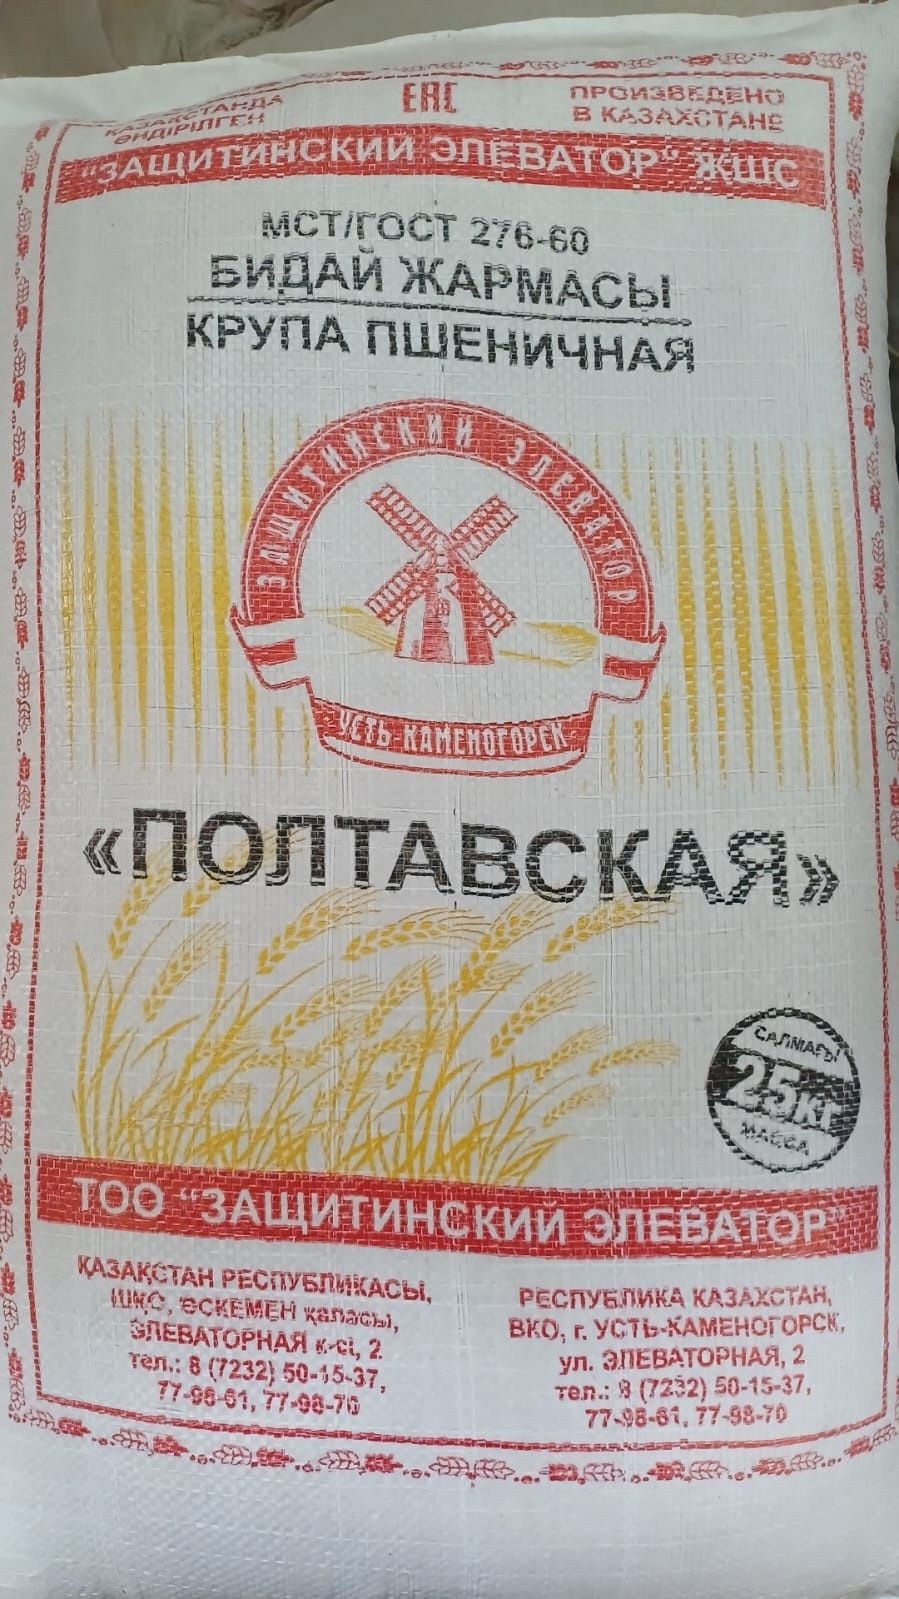 ҚАЗАҚСТАНДА
ӨНДІРІЛГЕН
EAC
ПРОИЗВЕДЕНО
В КАЗАХСТАНЕ
"ЗАЩИТИНСКИЙ ЭЛЕВАТОР" ЖШС
МСТ/ГОСТ 276-60
БИДАЙ ЖАРМАСЫ
КРУПА ПШЕНИЧНАЯ
ЗАЩИТИНСКИЙ ЭЛЕВАТОР
УСТЬ-КАМЕНОГОРСК
«ПОЛТАВСКАЯ»
САЛМАҒЫ
25КГ
МАССА
ТОО "ЗАЩИТИНСКИЙ ЭЛЕВАТОР"
ҚАЗАҚСТАН РЕСПУБЛИКАСЫ,
ШҚО, ӨСКЕМЕН қаласы,
ЭЛЕВАТОРНАЯ к-сі, 2
тел.: 8 (7232) 50-15-37,
77-98-61, 77-98-70
РЕСПУБЛИКА КАЗАХСТАН,
ВКО, г. УСТЬ-КАМЕНОГОРСК,
ул. ЭЛЕВАТОРНАЯ, 2
тел.: 8 (7232) 50-15-37,
77-98-61, 77-98-70